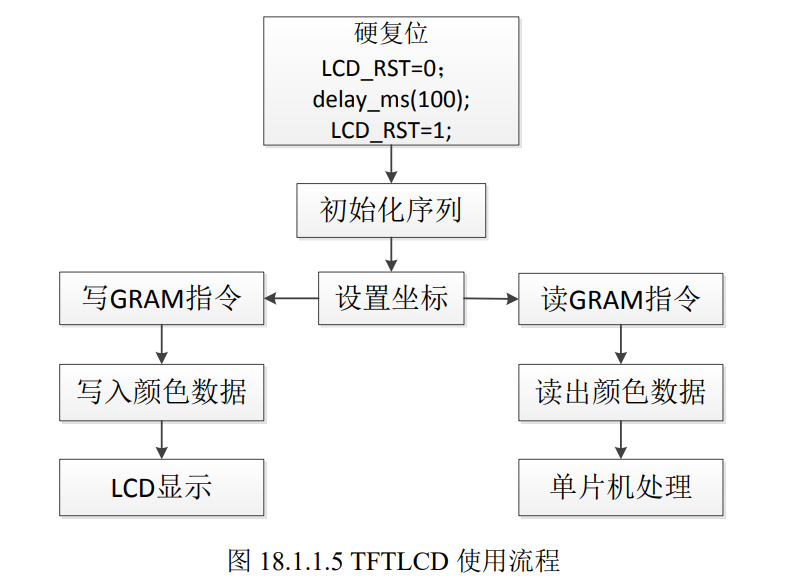 硬复位
LCD_RST=0；
delay_ms(100);
LCD_RST=1;
初始化序列
写GRAM指令
设置坐标
读GRAM指令
写入颜色数据
读出颜色数据
LCD显示
单片机处理
图 18.1.1.5 TFTLCD 使用流程